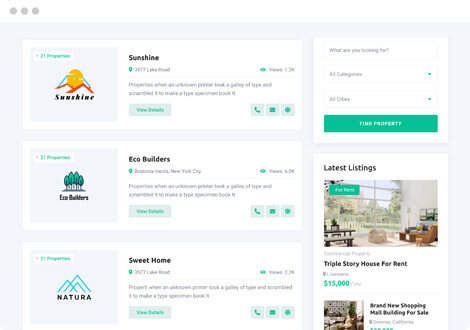 + 21 Properties
Sunshine
Sunshine
3577 Lake Road
Views: 1.2K
Properties when an unknown printer took a galley of type and
scrambled it to make a type specimen book It
View Details
+ 21 Properties
Eco Builders
Eco Builders
Bostonia owola, New York City
Views: 6.0K
Properties when an unknown printer took a galley of type and
scrambled it to make a type specimen book It
View Details
+ 21 Properties
NATURA
Sweet Home
3577 Lake Road
Views: 2.2K
Propertt when an unknown printer took a galley of type and scrambled
it to make a type specimen book It
View Details
What are you looking for?
All Categories
All Cities
FIND PROPERTY
Latest Listings
For Rent
Commercial Property
Triple Story House For Rent
Louisiana
$15,000 / mo
Brand New Shopping
Mall Building For Sale
Downey, California